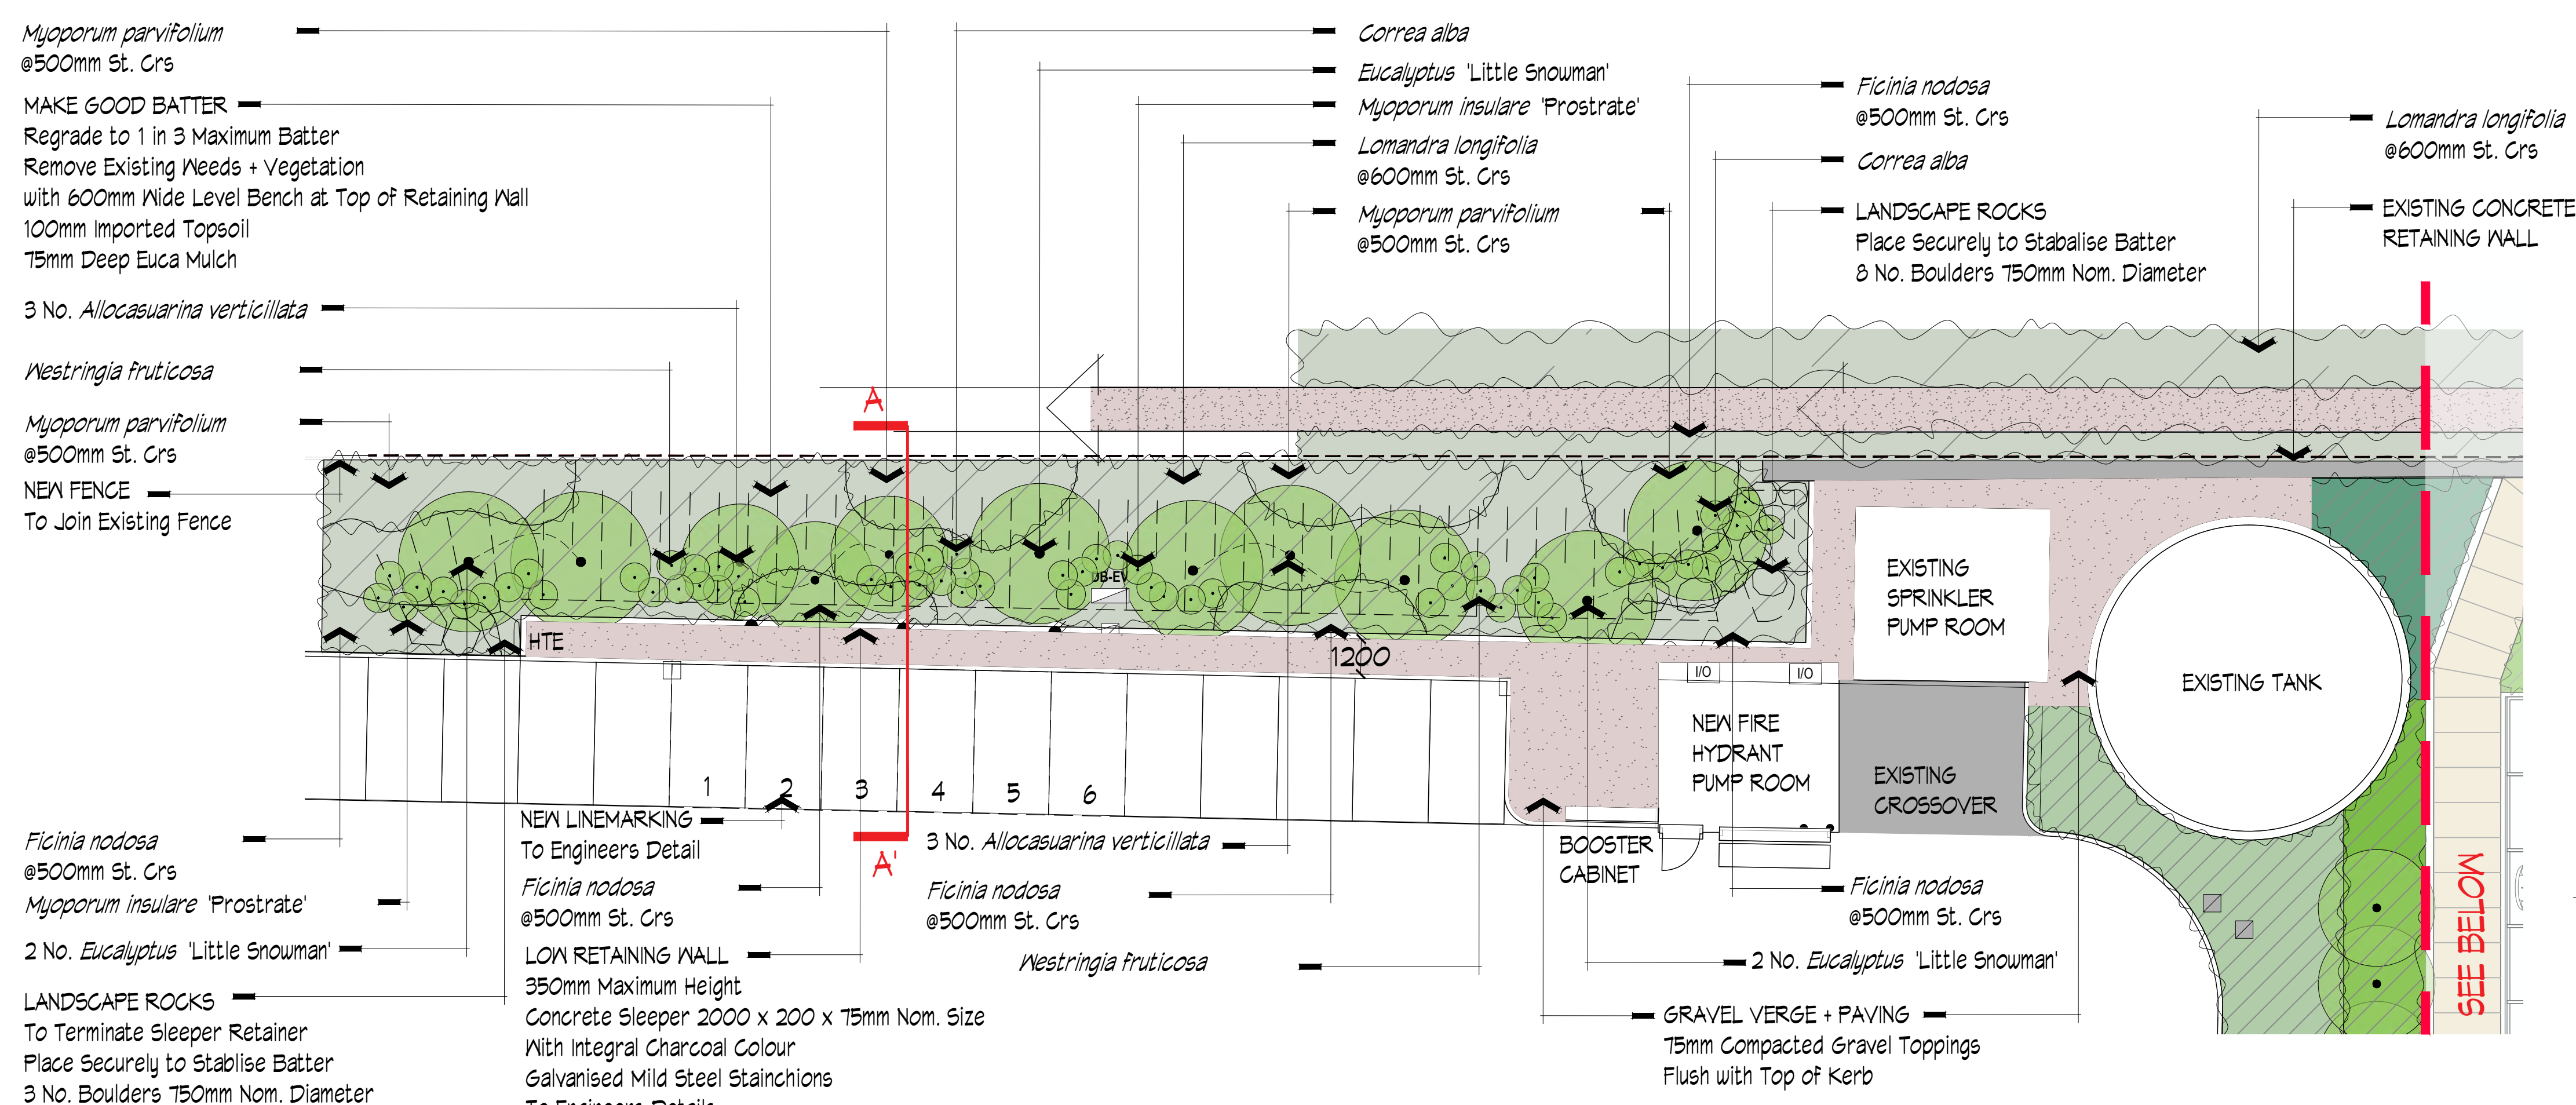 Myoporum parvifolium
@500mm St. Crs
MAKE GOOD BATTER
Regrade to 1 in 3 Maximum Batter
Remove Existing Weeds + Vegetation
with 600mm Wide Level Bench at Top of Retaining Wall
100mm Imported Topsoil
75mm Deep Euca Mulch
3 No. Allocasuarina verticillata
Westringia fruticosa
Myoporum parvifolium
@500mm St. Crs
NEW FENCE
To Join Existing Fence
Correa alba
Eucalyptus 'Little Snowman'
Myoporum insulare 'Prostrate'
Lomandra longifolia
@600mm St. Crs
Myoporum parvifolium
@500mm St. Crs
Ficinia nodosa
@500mm St. Crs
Correa alba
LANDSCAPE ROCKS
Place Securely to Stabalise Batter
8 No. Boulders 750mm Nom. Diameter
Lomandra longifolia
@600mm St. Crs
EXISTING CONCRETE
RETAINING WALL
A
HTE
1200
I/O
I/O
EXISTING
SPRINKLER
PUMP ROOM
EXISTING TANK
NEW FIRE
HYDRANT
PUMP ROOM
EXISTING
CROSSOVER
1
2
3
4
5
6
A'
BOOSTER
CABINET
SEE BELOW
Ficinia nodosa
@500mm St. Crs
Myoporum insulare 'Prostrate'
2 No. Eucalyptus 'Little Snowman'
LANDSCAPE ROCKS
To Terminate Sleeper Retainer
Place Securely to Stablise Batter
3 No. Boulders 750mm Nom. Diameter
NEW LINEMARKING
To Engineers Detail
Ficinia nodosa
@500mm St. Crs
LOW RETAINING WALL
350mm Maximum Height
Concrete Sleeper 2000 x 200 x 75mm Nom. Size
With Integral Charcoal Colour
Galvanised Mild Steel Stainchions
To Engineers Details
3 No. Allocasuarina verticillata
Ficinia nodosa
@500mm St. Crs
Westringia fruticosa
Ficinia nodosa
@500mm St. Crs
2 No. Eucalyptus 'Little Snowman'
GRAVEL VERGE + PAVING
75mm Compacted Gravel Toppings
Flush with Top of Kerb